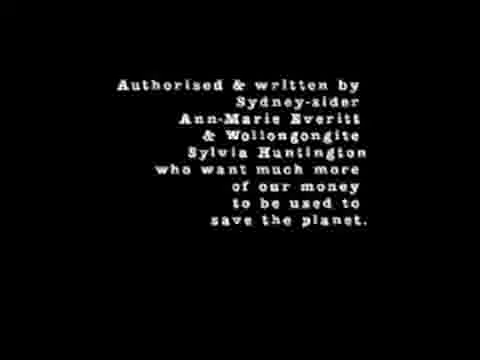 Authorised & written by
Sydney-sider
Ann-Marie Everitt
& Wollongongite
Sylvia Huntington
who want much more
of our money
to be used to
save the planet.